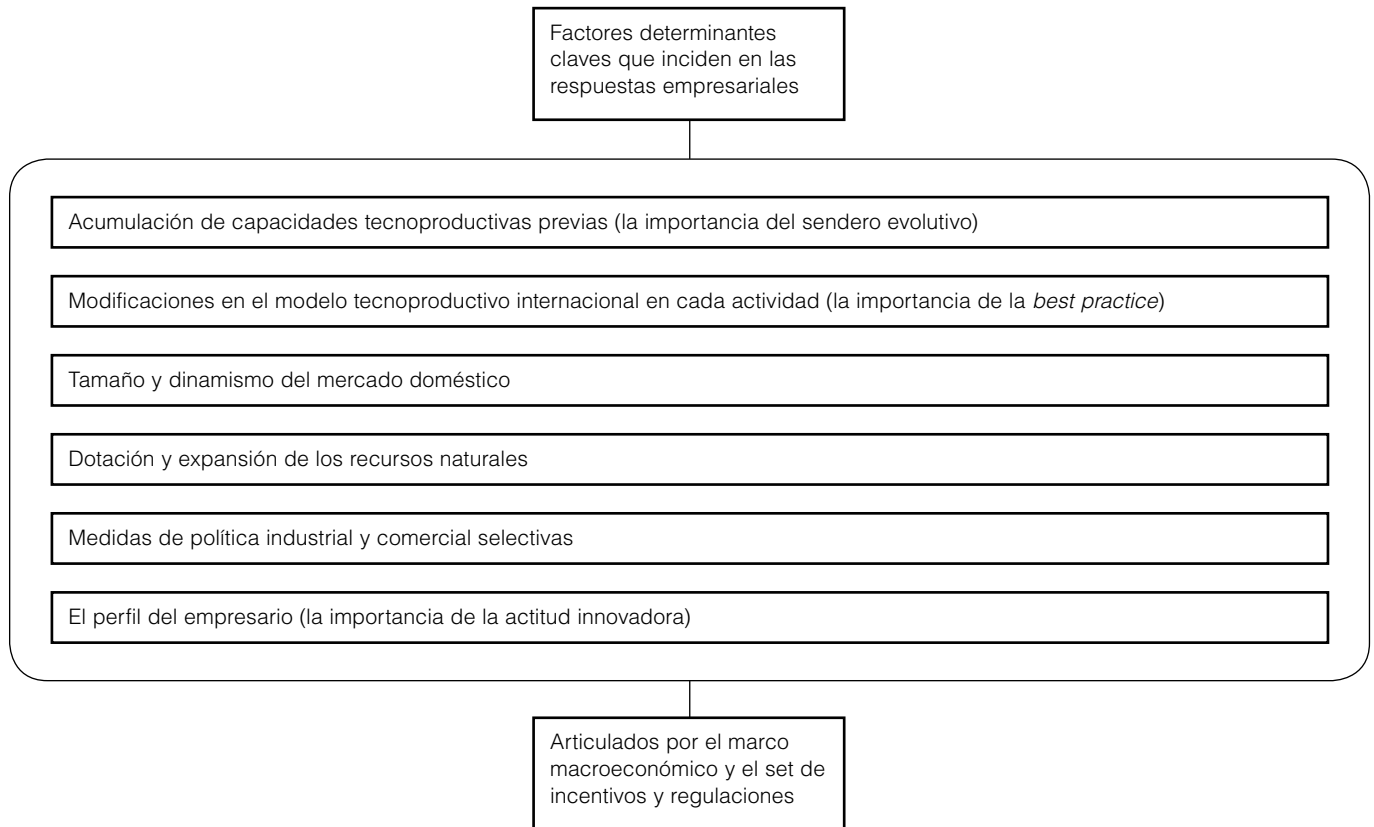 Factores determinantes
claves que inciden en las
respuestas empresariales
Acumulación de capacidades tecnoproductivas previas (la importancia del sendero evolutivo)
Modificaciones en el modelo tecnoproductivo internacional en cada actividad (la importancia de la best practice)
Tamaño y dinamismo del mercado doméstico
Dotación y expansión de los recursos naturales
Medidas de política industrial y comercial selectivas
El perfil del empresario (la importancia de la actitud innovadora)
Articulados por el marco
macroeconómico y el set de
incentivos y regulaciones